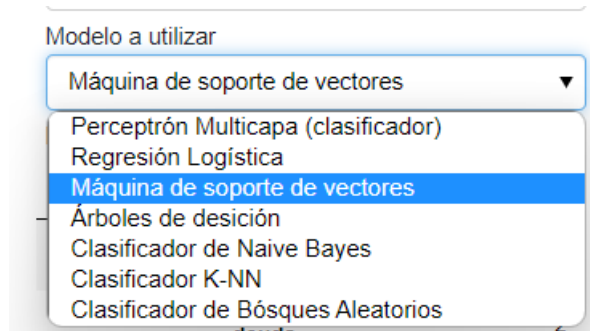 Modelo a utilizar
Máquina de soporte de vectores
Perceptrón Multicapa (clasificador)
Regresión Logística
Máquina de soporte de vectores
Árboles de desición
Clasificador de Naive Bayes
Clasificador K-NN
Clasificador de Bósques Aleatorios